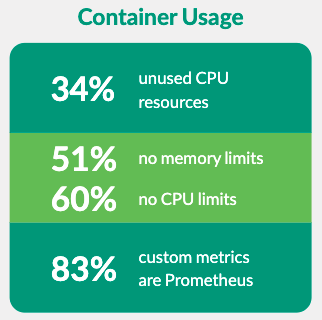 Container Usage
34% unused CPU
resources
51% no memory limits
60% no CPU limits
83% custom metrics
are Prometheus